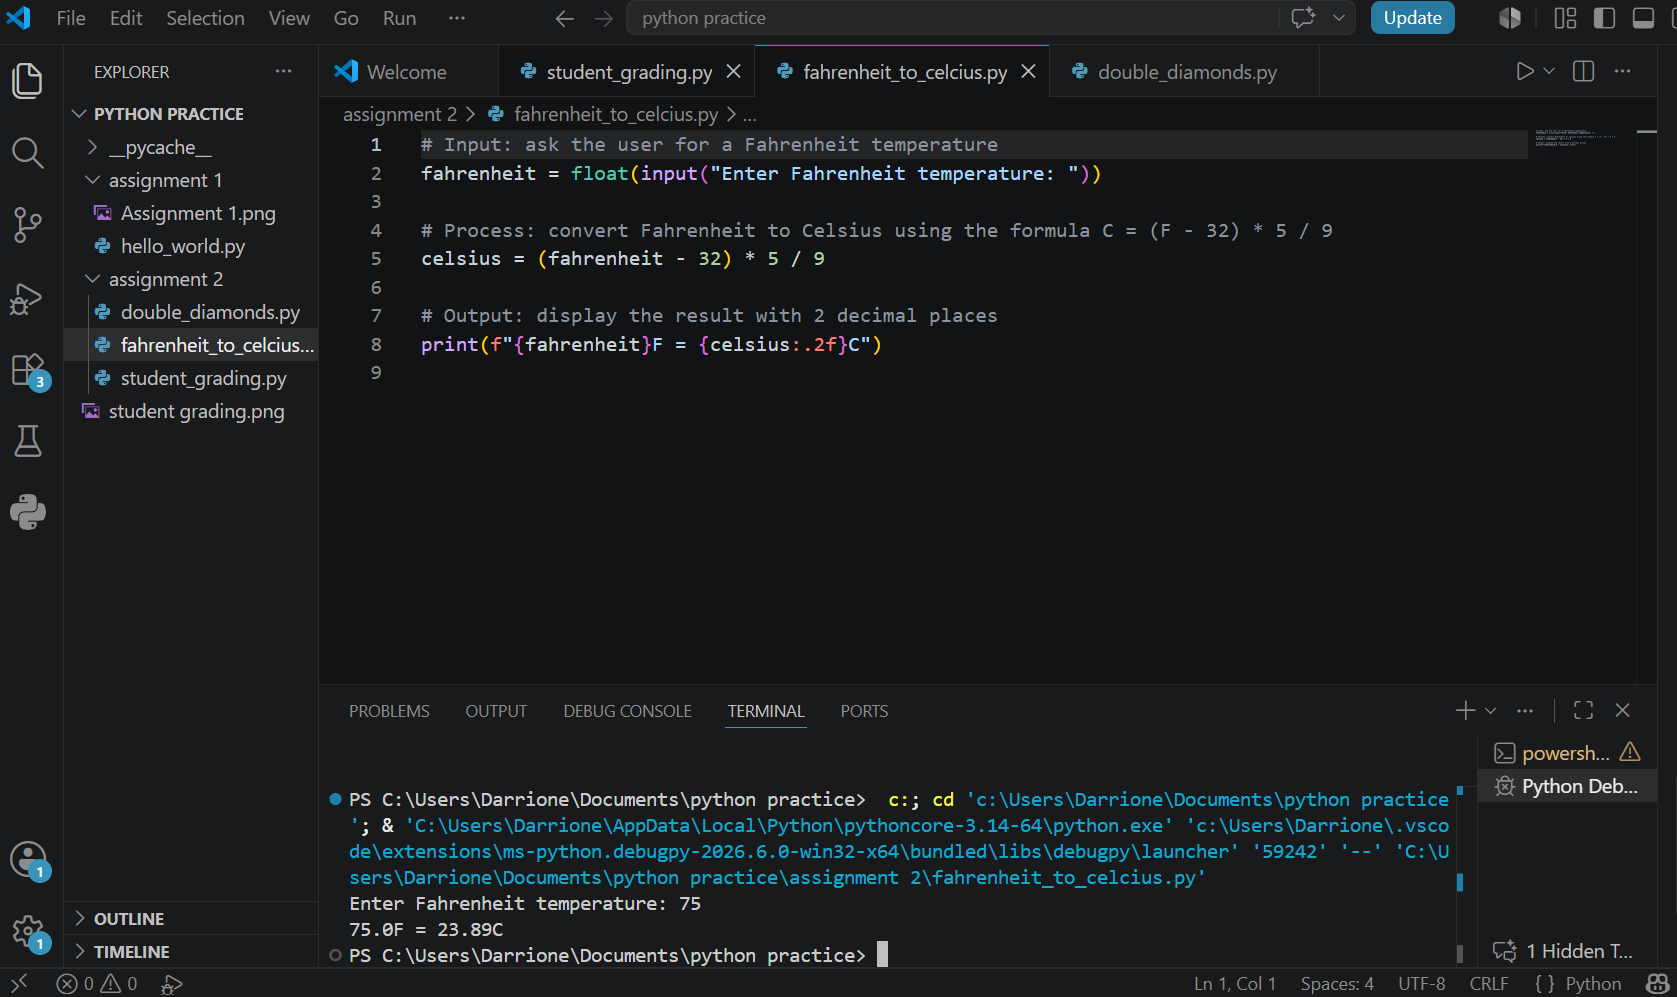 File Edit Selection View Go Run ··· python practice Update
EXPLORER ···
PYTHON PRACTICE
__pycache__
assignment 1
Assignment 1.png
hello_world.py
assignment 2
double_diamonds.py
fahrenheit_to_celcius...
student_grading.py
student grading.png
OUTLINE
TIMELINE
3
1
1
Welcome student_grading.py fahrenheit_to_celcius.py double_diamonds.py
assignment 2 > fahrenheit_to_celcius.py > ...
1 # Input: ask the user for a Fahrenheit temperature
2 fahrenheit = float(input("Enter Fahrenheit temperature: "))
3
4 # Process: convert Fahrenheit to Celsius using the formula C = (F - 32) * 5 / 9
5 celsius = (fahrenheit - 32) * 5 / 9
6
7 # Output: display the result with 2 decimal places
8 print(f"{fahrenheit}F = {celsius:.2f}C")
9
PROBLEMS OUTPUT DEBUG CONSOLE TERMINAL PORTS
PS C:\Users\Darrione\Documents\python practice>  c:; cd 'c:\Users\Darrione\Documents\python practice
'; & 'C:\Users\Darrione\AppData\Local\Python\pythoncore-3.14-64\python.exe' 'c:\Users\Darrione\.vsco
de\extensions\ms-python.debugpy-2026.6.0-win32-x64\bundled\libs\debugpy\launcher' '59242' '--' 'C:\U
sers\Darrione\Documents\python practice\assignment 2\fahrenheit_to_celcius.py'
Enter Fahrenheit temperature: 75
75.0F = 23.89C
PS C:\Users\Darrione\Documents\python practice>
powersh...
Python Deb...
1 Hidden T...
0 0 Ln 1, Col 1 Spaces: 4 UTF-8 CRLF { } Python